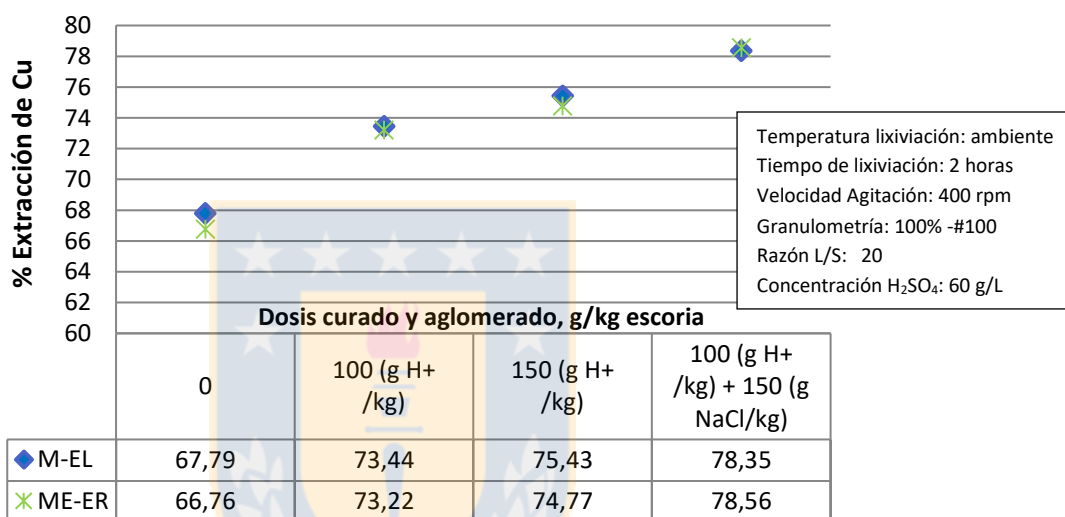 80
78
76
74
72
70
68
66
64
62
60
% Extracción de Cu
Temperatura lixiviación: ambiente
Tiempo de lixiviación: 2 horas
Velocidad Agitación: 400 rpm
Granulometría: 100% -#100
Razón L/S: 20
Concentración H₂SO₄: 60 g/L
Dosis curado y aglomerado, g/kg escoria
0
100 (g H+
/kg)
150 (g H+
/kg)
100 (g H+
/kg) + 150 (g
NaCl/kg)
M-EL 67,79 73,44 75,43 78,35
ME-ER 66,76 73,22 74,77 78,56